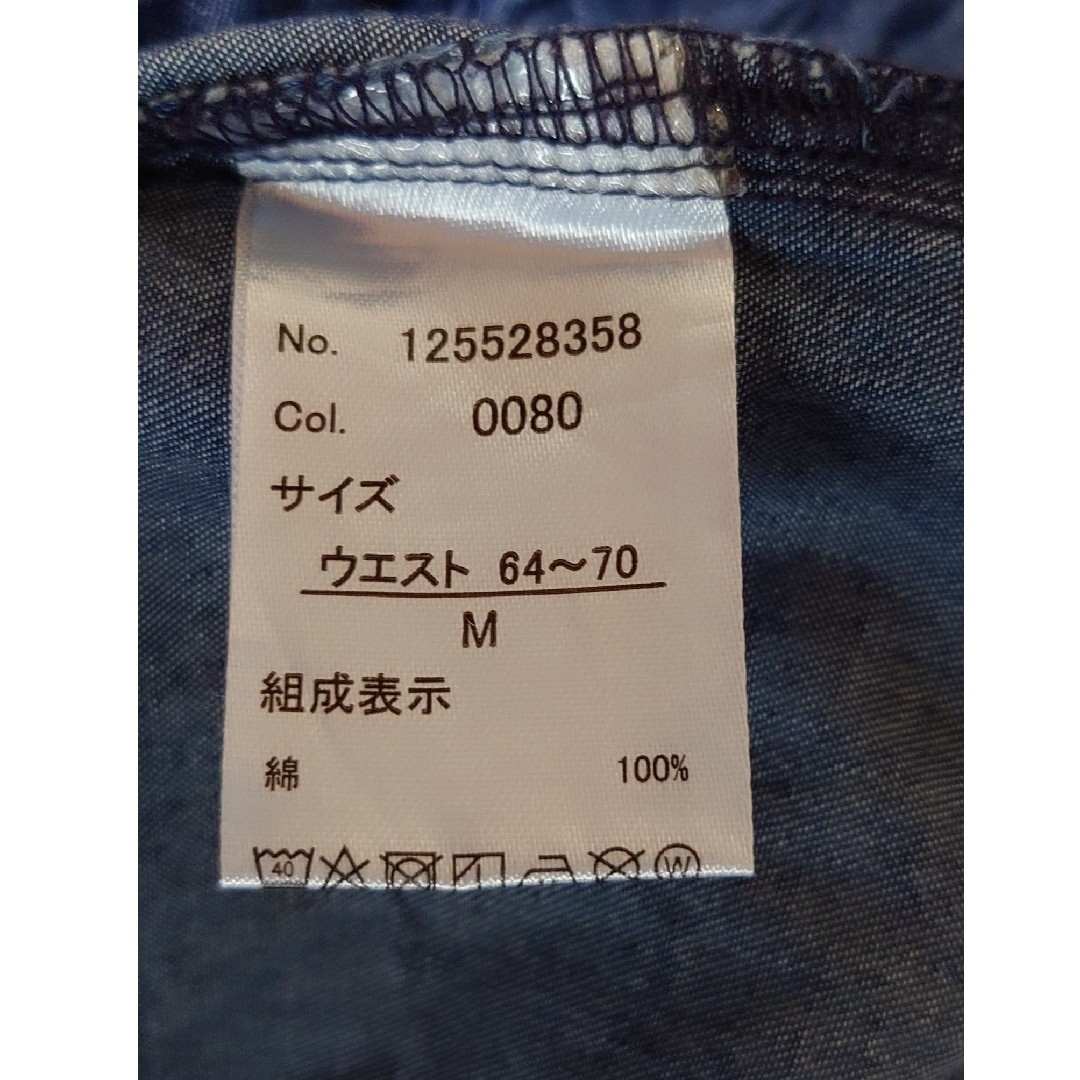 No. 125528358
Col. 0080
サイズ
ウエスト 64～70
M
組成表示
綿 100%
40 W